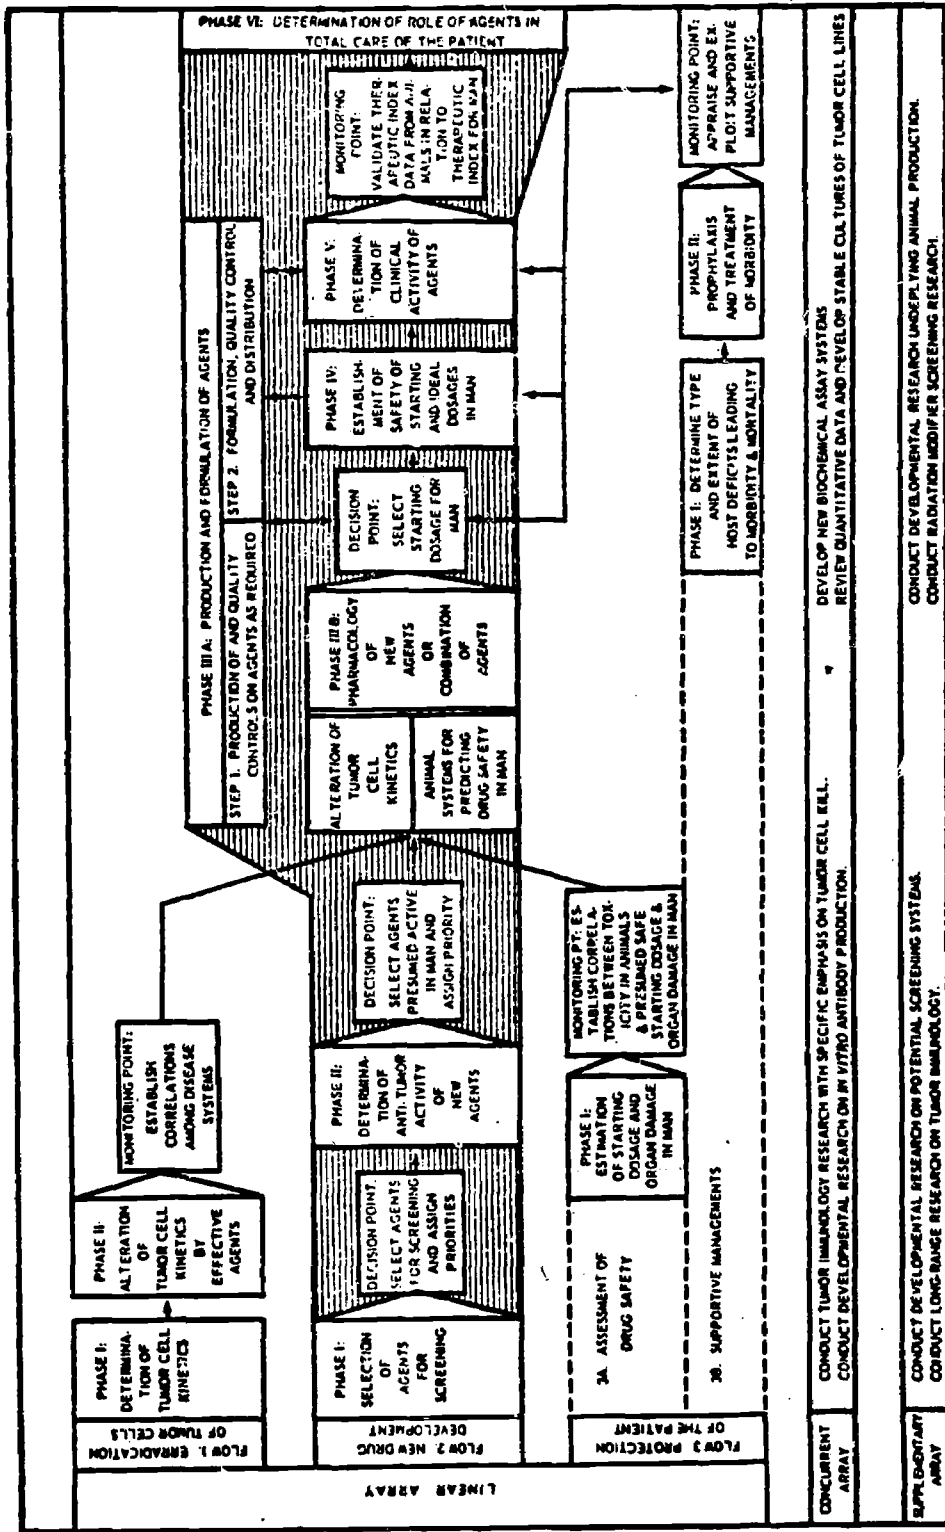 LINEAR ARRAY
FLOW 1. ERRADICATION
OF TUMOR CELLS
PHASE I:
DETERMINA-
TION OF
TUMOR CELL
KINETICS
PHASE II:
ALTERATION
OF
TUMOR CELL
KINETICS
BY
EFFECTIVE
AGENTS
MONITORING POINT:
ESTABLISH
CORRELATIONS
AMONG DISEASE
SYSTEMS
FLOW 2. NEW DRUG
DEVELOPMENT
PHASE I:
SELECTION
OF
AGENTS
FOR
SCREENING
DECISION POINT:
SELECT AGENTS
FOR SCREENING
AND ASSIGN
PRIORITIES
PHASE II:
DETERMINA-
TION OF
ANTI-TUMOR
ACTIVITY
OF
NEW
AGENTS
DECISION POINT:
SELECT AGENTS
PRESUMED ACTIVE
IN MAN AND
ASSIGN PRIORITY
PHASE III A: PRODUCTION AND FORMULATION OF AGENTS
STEP 1. PRODUCTION OF AND QUALITY
CONTROLS ON AGENTS AS REQUIRED
STEP 2. FORMULATION, QUALITY CONTROL
AND DISTRIBUTION
ALTERATION OF
TUMOR
CELL
KINETICS
ANIMAL
SYSTEMS FOR
PREDICTING
DRUG SAFETY
IN MAN
PHASE III B:
PHARMACOLOGY
OF
NEW
AGENTS
OR
COMBINATION
OF
AGENTS
DECISION
POINT:
SELECT
STARTING
DOSAGE FOR
MAN
PHASE IV:
ESTABLISH-
MENT OF
SAFETY OF
STARTING
AND IDEAL
DOSAGES
IN MAN
PHASE V:
DETERMINA-
TION OF
CLINICAL
ACTIVITY
OF
AGENTS
MONITORING
POINT:
VALIDATE THER-
APEUTIC INDEX
DATA FROM ANI-
MALS IN RELA-
TION TO
THERAPEUTIC
INDEX FOR MAN
PHASE VI: DETERMINATION OF ROLE OF AGENTS IN
TOTAL CARE OF THE PATIENT
FLOW 3 PROTECTION
OF THE PATIENT
3A. ASSESSMENT OF
DRUG SAFETY
PHASE I:
ESTIMATION
OF STARTING
DOSAGE AND
ORGAN DAMAGE
IN MAN
MONITORING PT: ES-
TABLISH CORRELA-
TIONS BETWEEN TOX-
ICITY IN ANIMALS
& PRESUMED SAFE
STARTING DOSAGE &
ORGAN DAMAGE IN MAN
3B. SUPPORTIVE MANAGEMENTS
PHASE I: DETERMINE TYPE
AND EXTENT OF
HOST DEFICITS LEADING
TO MORBIDITY & MORTALITY
PHASE II:
PROPHYLAXIS
AND TREATMENT
OF MORBIDITY
MONITORING POINT:
APPRAISE AND EX-
PLOIT SUPPORTIVE
MANAGEMENTS
CONCURRENT
ARRAY
CONDUCT TUMOR IMMUNOLOGY RESEARCH WITH SPECIFIC EMPHASIS ON TUMOR CELL KILL.
CONDUCT DEVELOPMENTAL RESEARCH ON IN VITRO ANTIBODY PRODUCTION.
DEVELOP NEW BIOCHEMICAL ASSAY SYSTEMS
REVIEW QUANTITATIVE DATA AND DEVELOP STABLE CULTURES OF TUMOR CELL LINES
SUPPLEMENTARY
ARRAY
CONDUCT DEVELOPMENTAL RESEARCH ON POTENTIAL SCREENING SYSTEMS.
CONDUCT LONG-RANGE RESEARCH ON TUMOR IMMUNOLOGY.
CONDUCT DEVELOPMENTAL RESEARCH UNDERLYING ANIMAL PRODUCTION.
CONDUCT RADIATION MODIFIER SCREENING RESEARCH.